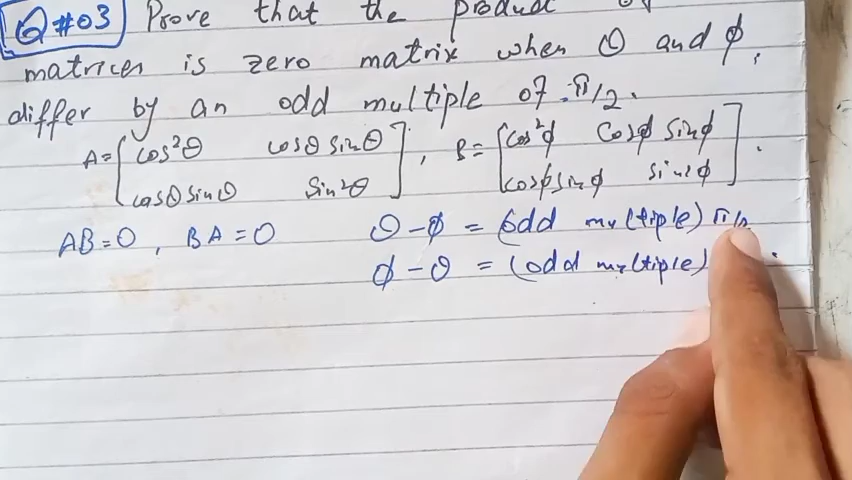 Q#03 Prove that the product of
matrices is zero matrix when θ and φ,
differ by an odd multiple of π/2.
A=[cos²θ cosθ sinθ], B=[cos²φ cosφ sinφ].
[cosθ sinθ sin²θ] [cosφ sinφ sin²φ]
AB=0, BA=0 θ-φ = (odd multiple) π/2
φ-θ = (odd multiple)